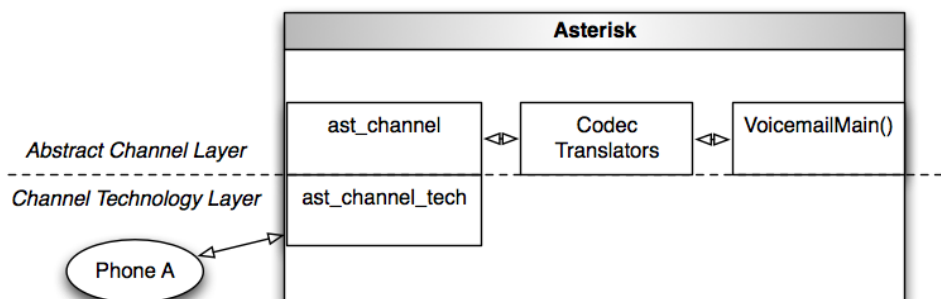 Asterisk
ast_channel
Codec
Translators
VoicemailMain()
Abstract Channel Layer
Channel Technology Layer
ast_channel_tech
Phone A